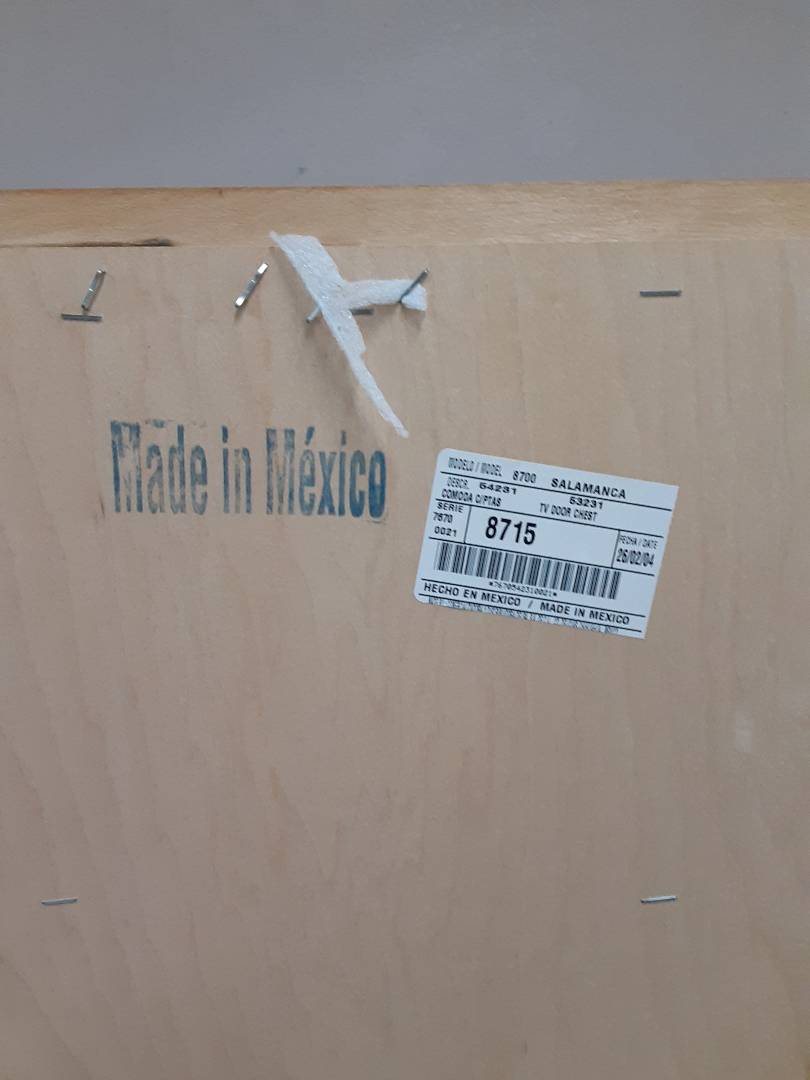 Made in México
MODELO / MODEL 8700 SALAMANCA
DESCR. 54231 53231
COMODA C/PTAS TV DOOR CHEST
SERIE
7670
0021
8715
FECHA / DATE
26/02/04
*7670542310021*
HECHO EN MEXICO / MADE IN MEXICO